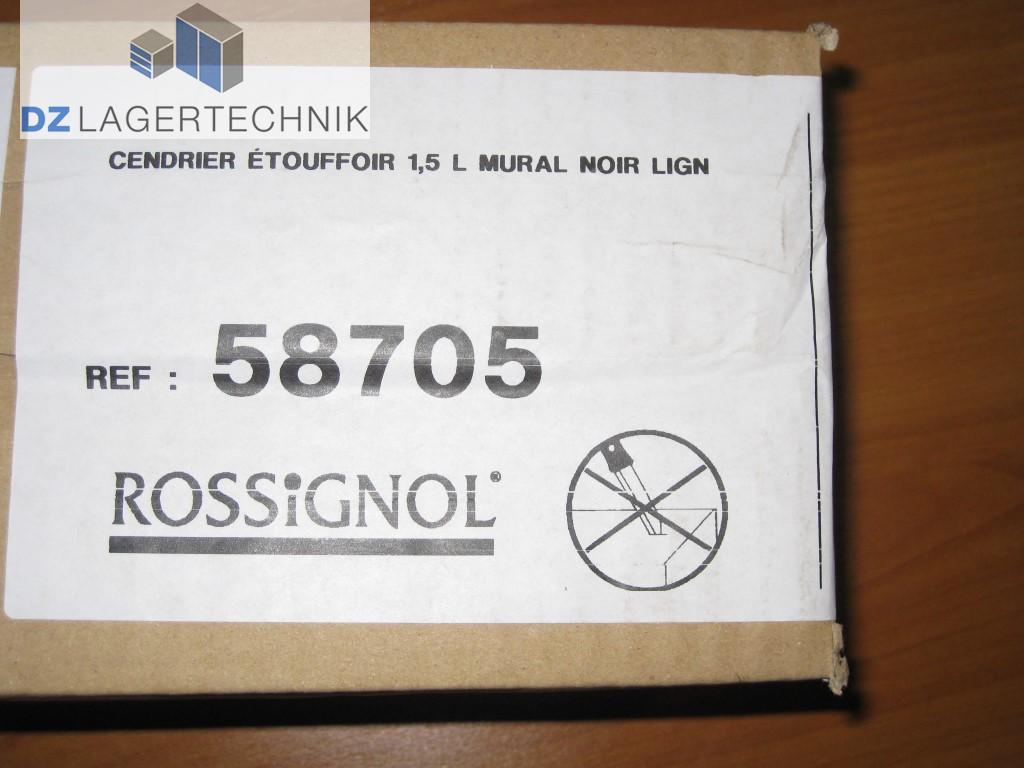 DZ LAGERTECHNIK
CENDRIER ÉTOUFFOIR 1,5 L MURAL NOIR LIGN
REF : 58705
ROSSiGNOL®